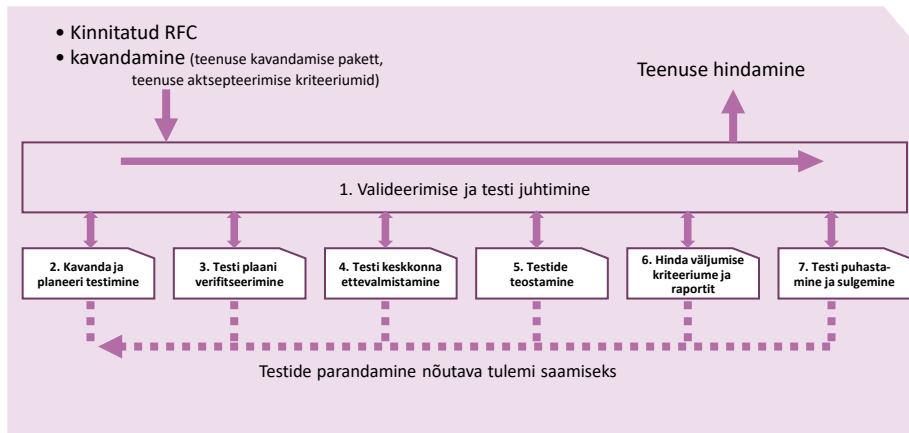 • Kinnitatud RFC
• kavandamine (teenuse kavandamise pakett,
teenuse aktsepteerimise kriteeriumid)
Teenuse hindamine
1. Valideerimise ja testi juhtimine
2. Kavanda ja
planeeri testimine
3. Testi plaani
verifitseerimine
4. Testi keskkonna
ettevalmistamine
5. Testide
teostamine
6. Hinda väljumise
kriteeriume ja
raportit
7. Testi puhasta-
mine ja sulgemine
Testide parandamine nõutava tulemi saamiseks